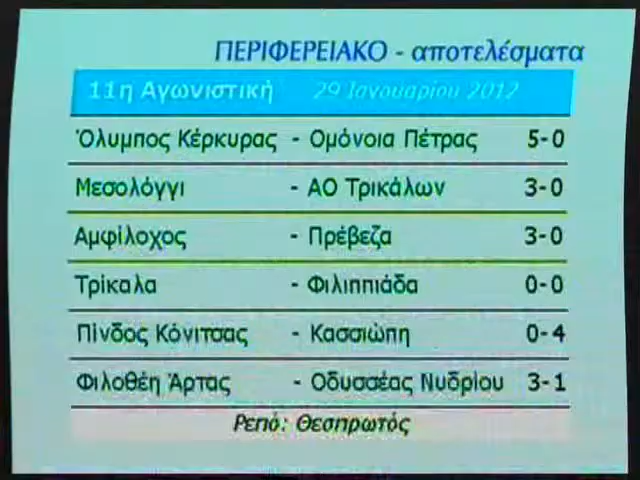 ΠΕΡΙΦΕΡΕΙΑΚΟ - αποτελέσματα
11η Αγωνιστική 29 Ιανουαρίου 2012
Όλυμπος Κέρκυρας - Ομόνοια Πέτρας 5-0
Μεσολόγγι - ΑΟ Τρικάλων 3-0
Αμφίλοχος - Πρέβεζα 3-0
Τρίκαλα - Φιλιππιάδα 0-0
Πίνδος Κόνιτσας - Κασσιώπη 0-4
Φιλοθέη Άρτας - Οδυσσέας Νυδρίου 3-1
Ρεπό: Θεσπρωτός